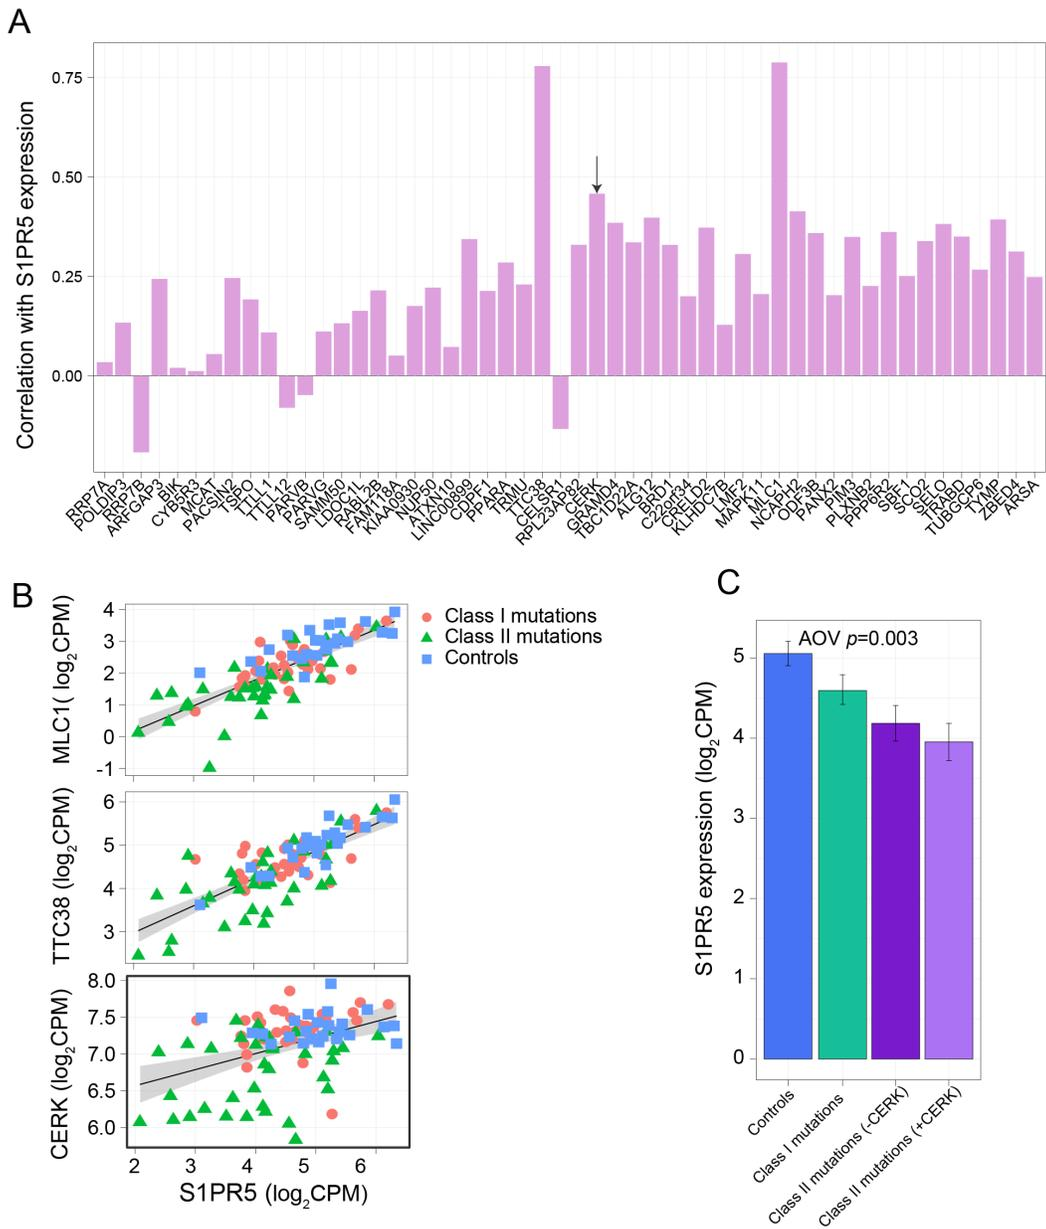 A
Correlation with S1PR5 expression
0.75
0.50
0.25
0.00
RRP7A
POLDIP3
RRP7B
ARFGAP3
BIK
CYB5R3
MCAT
PACSIN2
TSPO
TTLL1
TTLL12
PARVB
PARVG
SAMM50
LDOC1L
RABL2B
FAM118A
KIAA0930
NUP50
ATXN10
LINC00899
CDPF1
PPARA
TRMU
TTC38
CELSR1
RPL23AP82
CERK
GRAMD4
TBC1D22A
ALG12
BRD1
C22orf34
CRELD2
KLHDC7B
LMF2
MAPK11
MLC1
NCAPH2
ODF3B
PANX2
PIM3
PLXNB2
PPP6R2
SBF1
SCO2
SELO
TRABD
TUBGCP6
TYMP
ZBED4
ARSA
B
MLC1( log2CPM)
4
3
2
1
0
-1
Class I mutations
Class II mutations
Controls
TTC38 (log2CPM)
6
5
4
3
CERK (log2CPM)
8.0
7.5
7.0
6.5
6.0
2 3 4 5 6
S1PR5 (log2CPM)
C
AOV p=0.003
S1PR5 expression (log2CPM)
5
4
3
2
1
0
Controls
Class I mutations
Class II mutations (-CERK)
Class II mutations (+CERK)